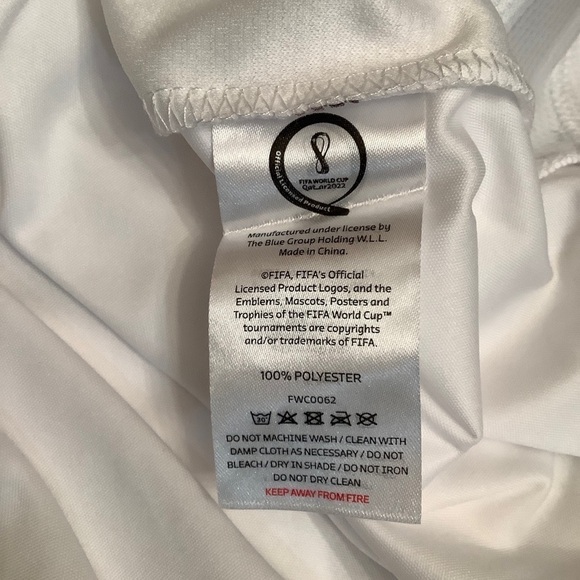 Official Licensed Product
FIFA WORLD CUP
Qat_ar2022
Manufactured under license by
The Blue Group Holding W.L.L.
Made in China.
©FIFA, FIFA's Official
Licensed Product Logos, and the
Emblems, Mascots, Posters and
Trophies of the FIFA World Cup™
tournaments are copyrights
and/or trademarks of FIFA.
100% POLYESTER
FWC0062
30°
DO NOT MACHINE WASH / CLEAN WITH
DAMP CLOTH AS NECESSARY / DO NOT
BLEACH / DRY IN SHADE / DO NOT IRON
DO NOT DRY CLEAN
KEEP AWAY FROM FIRE